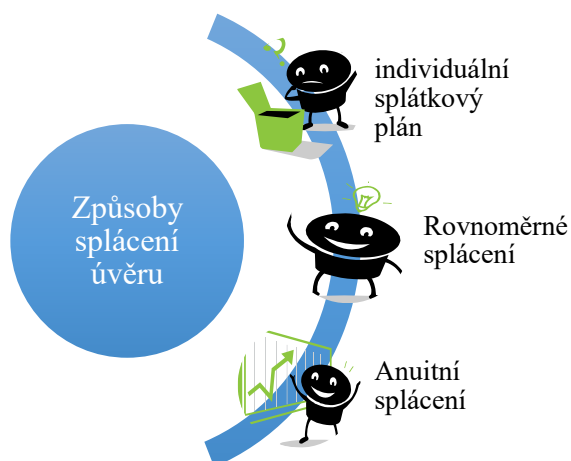 Způsoby
splácení
úvěru
individuální
splátkový
plán
Rovnoměrné
splácení
Anuitní
splácení